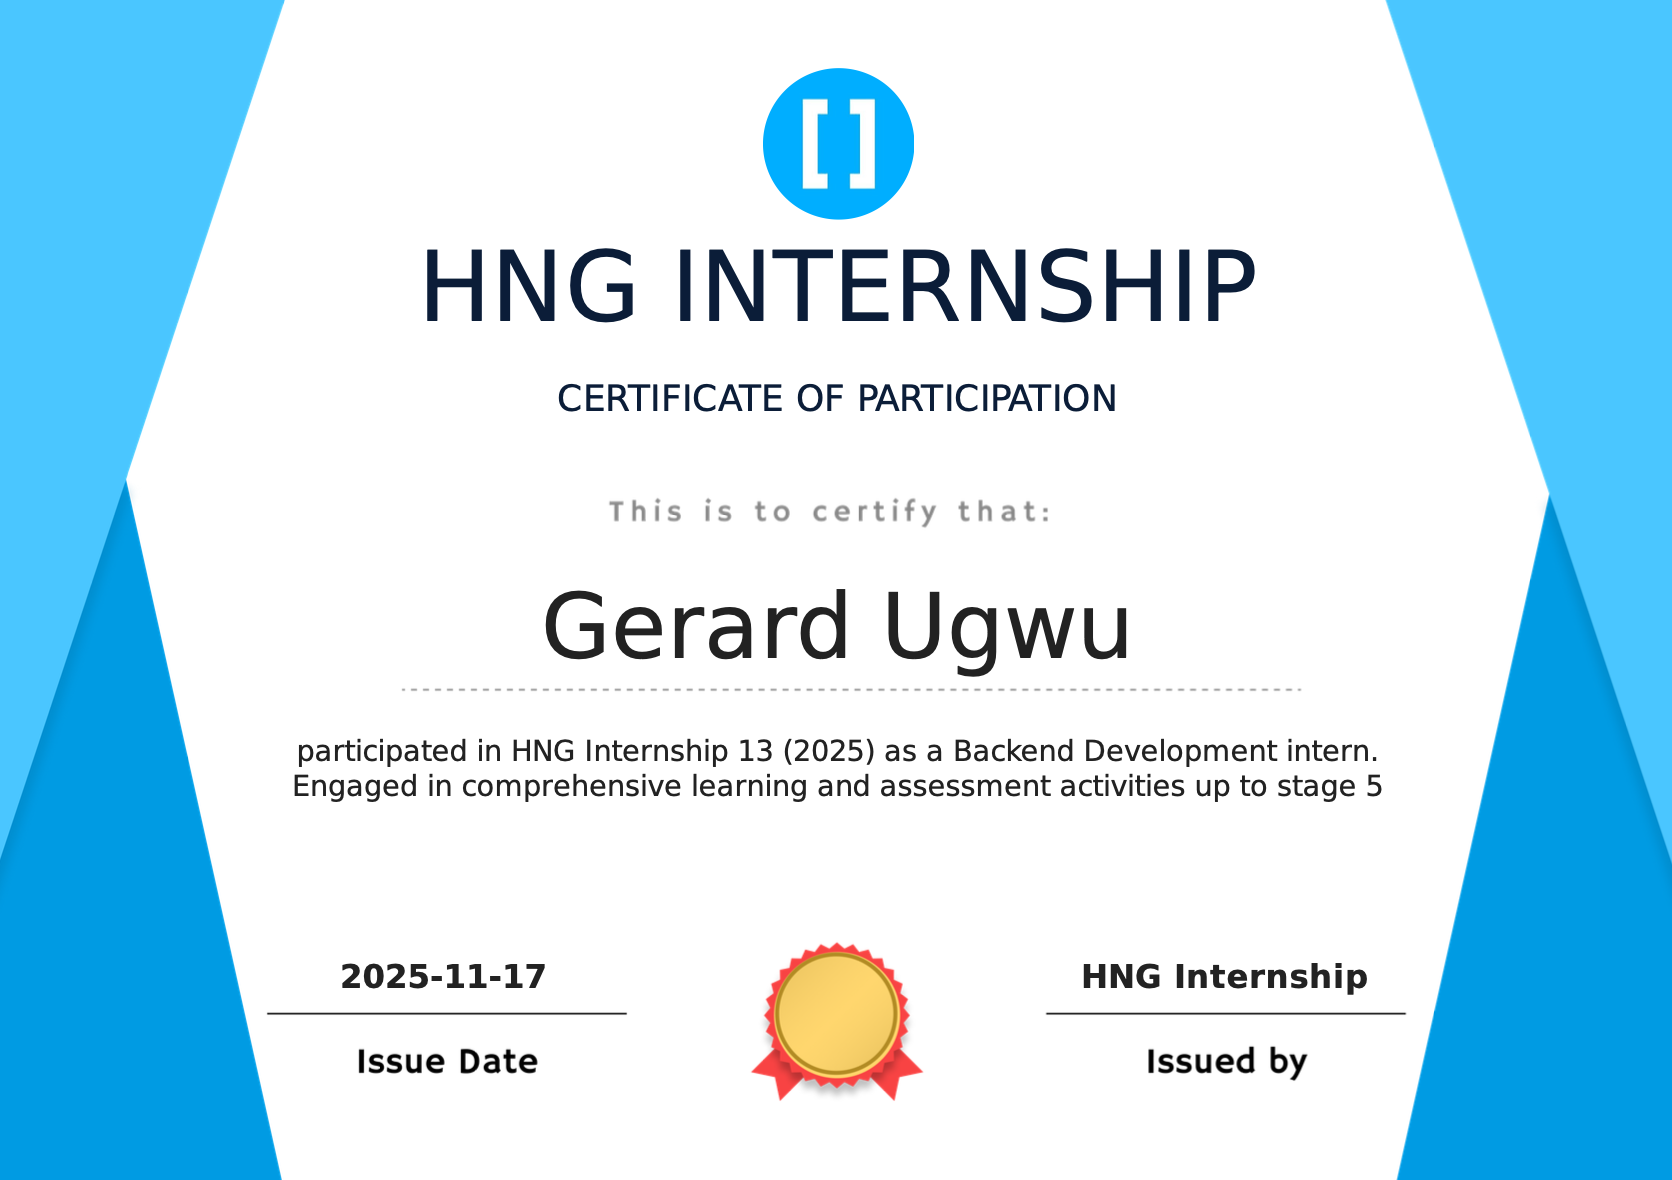 [ ]
HNG INTERNSHIP
CERTIFICATE OF PARTICIPATION
This is to certify that:
Gerard Ugwu
participated in HNG Internship 13 (2025) as a Backend Development intern.
Engaged in comprehensive learning and assessment activities up to stage 5
2025-11-17
Issue Date
HNG Internship
Issued by